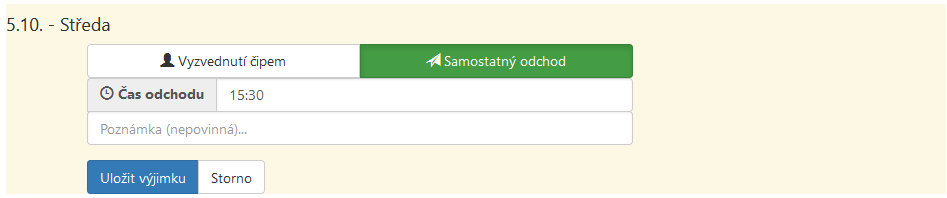 5.10. - Středa
Vyzvednutí čipem
Samostatný odchod
Čas odchodu
15:30
Poznámka (nepovinná)...
Uložit výjimku
Storno